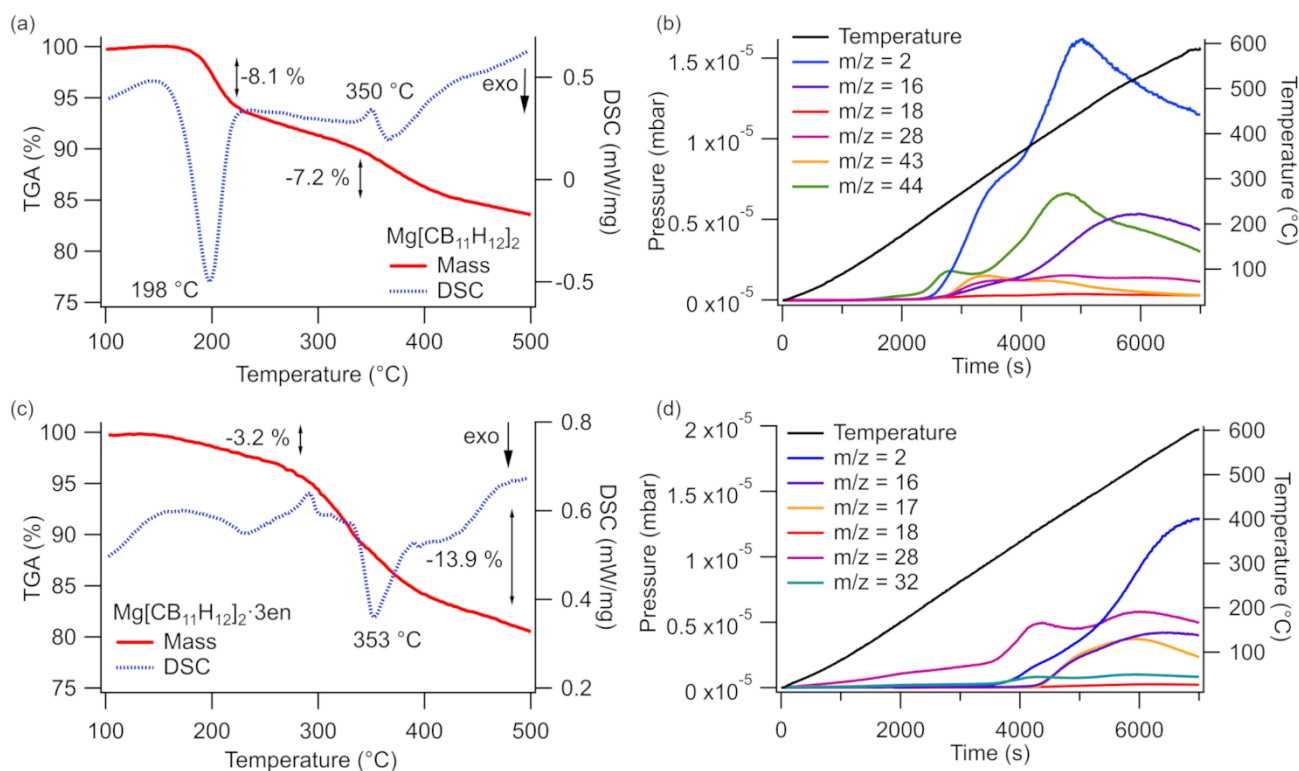 (a)
100
95
90
85
80
75
TGA (%)
-8.1 %
350 °C
exo
-7.2 %
198 °C
Mg[CB₁₁H₁₂]₂
Mass
DSC
0.5
0
-0.5
DSC (mW/mg)
100 200 300 400 500
Temperature (°C)
(b)
Temperature
m/z = 2
m/z = 16
m/z = 18
m/z = 28
m/z = 43
m/z = 44
1.5 x10⁻⁵
1.0 x10⁻⁵
0.5 x10⁻⁵
0 x10⁻⁵
Pressure (mbar)
600
500
400
300
200
100
Temperature (°C)
0 2000 4000 6000
Time (s)
(c)
100
95
90
85
80
75
TGA (%)
-3.2 %
exo
-13.9 %
353 °C
Mg[CB₁₁H₁₂]₂·3en
Mass
DSC
0.8
0.6
0.4
0.2
DSC (mW/mg)
100 200 300 400 500
Temperature (°C)
(d)
Temperature
m/z = 2
m/z = 16
m/z = 17
m/z = 18
m/z = 28
m/z = 32
2 x10⁻⁵
1.5 x10⁻⁵
1.0 x10⁻⁵
0.5 x10⁻⁵
0 x10⁻⁵
Pressure (mbar)
600
500
400
300
200
100
Temperature (°C)
0 2000 4000 6000
Time (s)